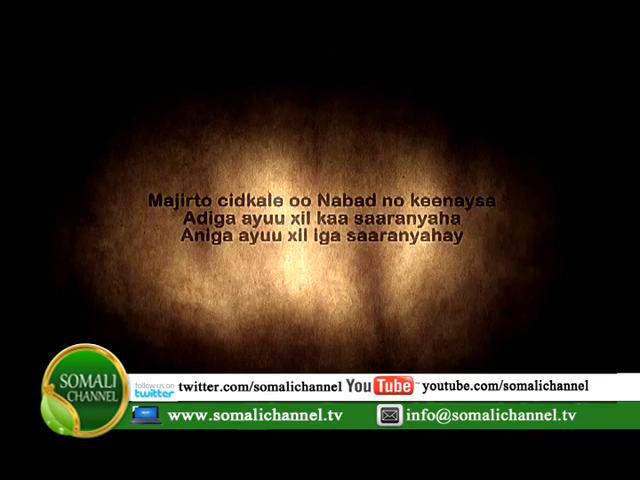 Majirto cidkale oo Nabad no keenaysa
Adiga ayuu xil kaa saaranyaha
Aniga ayuu xil iga saaranyahay
SOMALI
CHANNEL
follow us on
twitter
twitter.com/somalichannel
YouTube
youtube.com/somalichannel
www.somalichannel.tv
info@somalichannel.tv